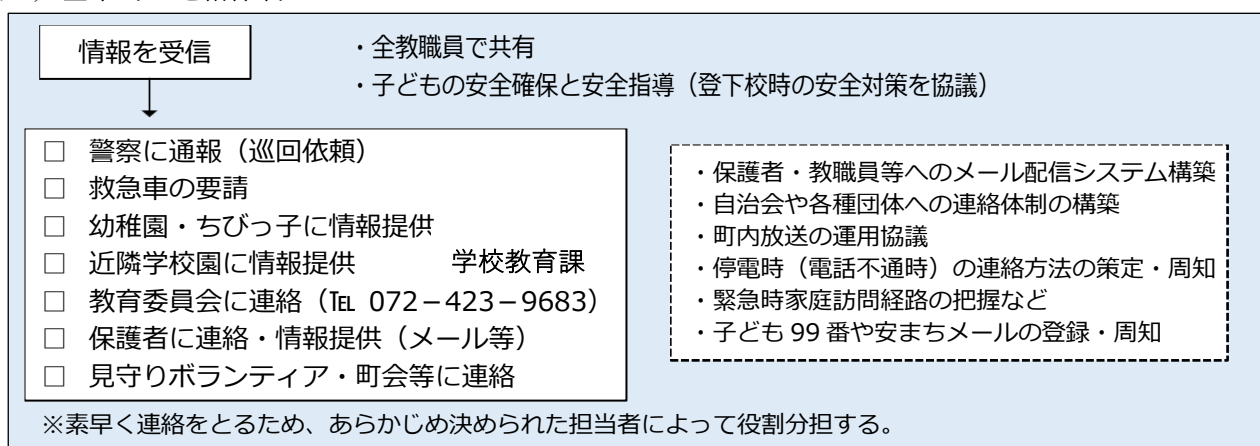 情報を受信
・全教職員で共有
・子どもの安全確保と安全指導（登下校時の安全対策を協議）
□ 警察に通報（巡回依頼）
□ 救急車の要請
□ 幼稚園・ちびっ子に情報提供
□ 近隣学校園に情報提供 学校教育課
□ 教育委員会に連絡（℡ 072－423－9683）
□ 保護者に連絡・情報提供（メール等）
□ 見守りボランティア・町会等に連絡
・保護者・教職員等へのメール配信システム構築
・自治会や各種団体への連絡体制の構築
・町内放送の運用協議
・停電時（電話不通時）の連絡方法の策定・周知
・緊急時家庭訪問経路の把握など
・子ども 99 番や安まちメールの登録・周知
※素早く連絡をとるため、あらかじめ決められた担当者によって役割分担する。